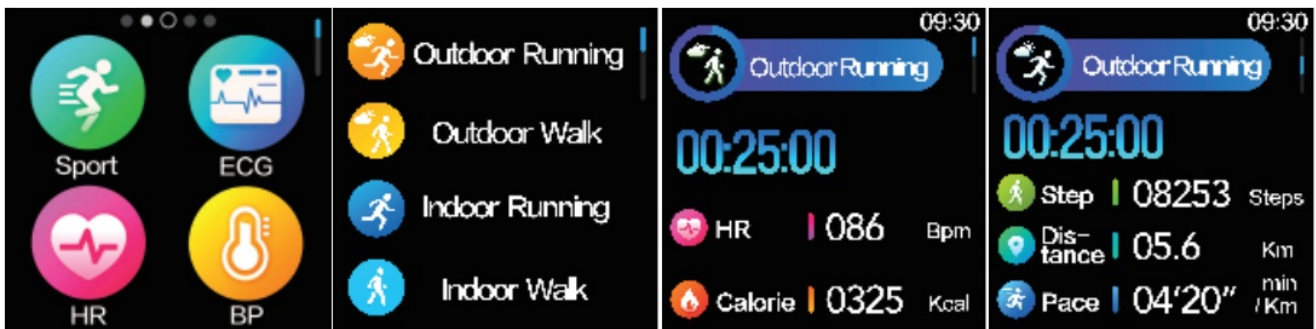 Sport
ECG
HR
BP
Outdoor Running
Outdoor Walk
Indoor Running
Indoor Walk
09:30
Outdoor Running
00:25:00
HR 086 Bpm
Calorie 0325 Kcal
09:30
Outdoor Running
00:25:00
Step 08253 Steps
Dis-
tance 05.6 Km
Pace 04'20" min
/Km